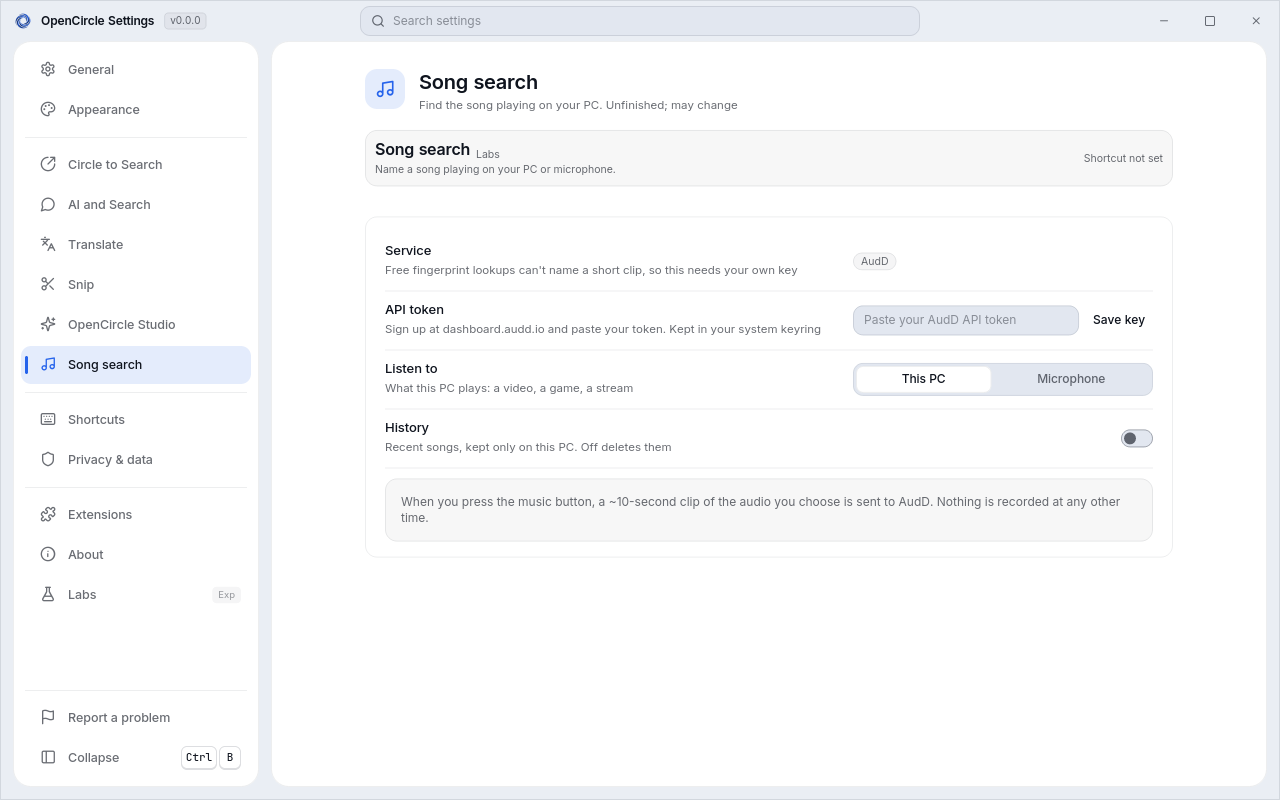 OpenCircle Settings
v0.0.0
Search settings
General
Appearance
Circle to Search
AI and Search
Translate
Snip
OpenCircle Studio
Song search
Shortcuts
Privacy & data
Extensions
About
Labs
Exp
Report a problem
Collapse
Ctrl B
Song search
Find the song playing on your PC. Unfinished; may change
Song search Labs
Name a song playing on your PC or microphone.
Shortcut not set
Service
Free fingerprint lookups can't name a short clip, so this needs your own key
AudD
API token
Sign up at dashboard.audd.io and paste your token. Kept in your system keyring
Paste your AudD API token
Save key
Listen to
What this PC plays: a video, a game, a stream
This PC
Microphone
History
Recent songs, kept only on this PC. Off deletes them
When you press the music button, a ~10-second clip of the audio you choose is sent to AudD. Nothing is recorded at any other
time.